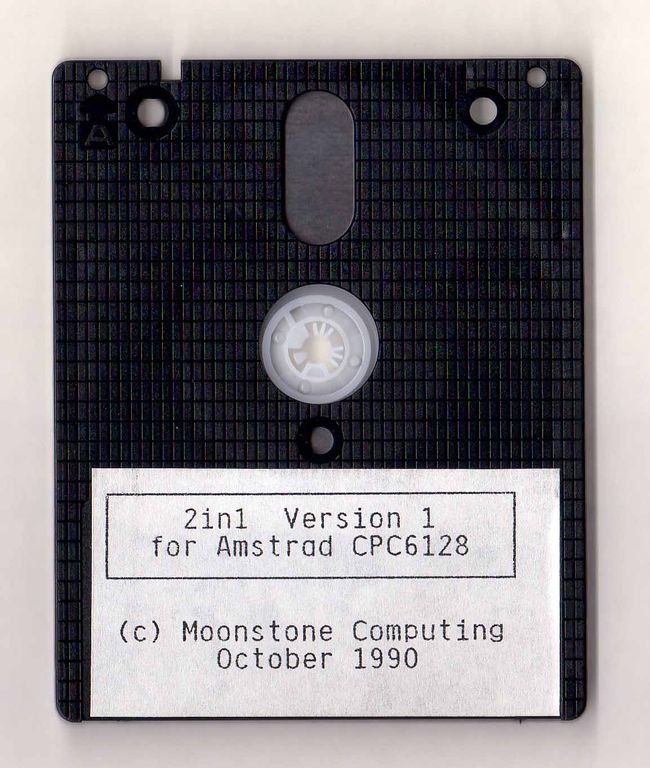 A
2in1 Version 1
for Amstrad CPC6128
(c) Moonstone Computing
October 1990